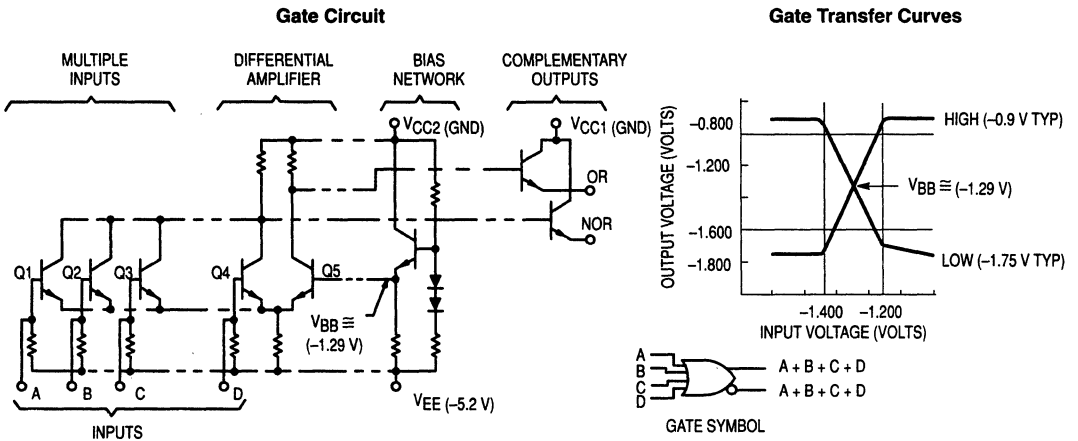 Gate Circuit
MULTIPLE
INPUTS
DIFFERENTIAL
AMPLIFIER
BIAS
NETWORK
COMPLEMENTARY
OUTPUTS
VCC2 (GND)
VCC1 (GND)
OR
NOR
Q1
Q2
Q3
Q4
Q5
VBB ≅
(−1.29 V)
A
B
C
D
VEE (−5.2 V)
INPUTS
Gate Transfer Curves
OUTPUT VOLTAGE (VOLTS)
−0.800
−1.200
−1.600
−1.800
HIGH (−0.9 V TYP)
VBB ≅ (−1.29 V)
LOW (−1.75 V TYP)
−1.400
−1.200
INPUT VOLTAGE (VOLTS)
A
B
C
D
A + B + C + D
A + B + C + D
GATE SYMBOL